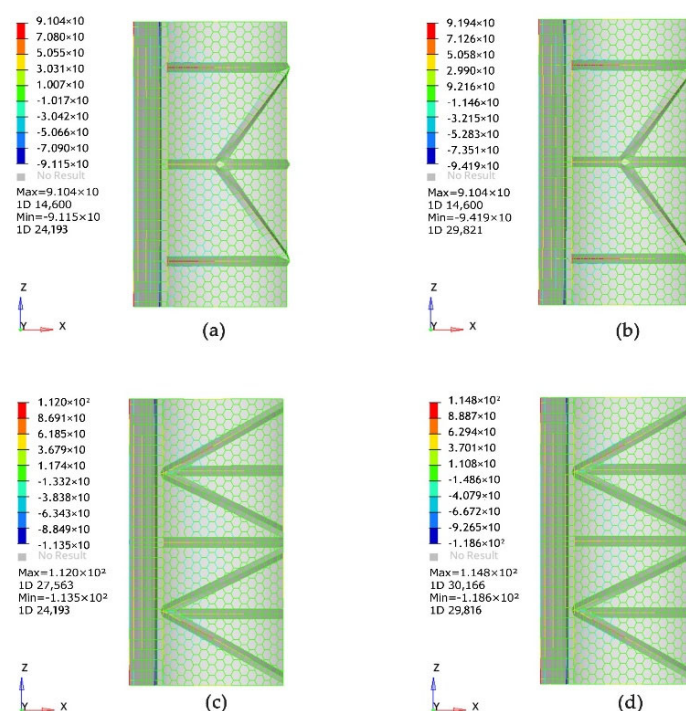 9.104×10
7.080×10
5.055×10
3.031×10
1.007×10
-1.017×10
-3.042×10
-5.066×10
-7.090×10
-9.115×10
No Result
Max=9.104×10
1D 14,600
Min=-9.115×10
1D 24,193
Z
Y
X
(a)
9.194×10
7.126×10
5.058×10
2.990×10
9.216×10
-1.146×10
-3.215×10
-5.283×10
-7.351×10
-9.419×10
No Result
Max=9.104×10
1D 14,600
Min=-9.419×10
1D 29,821
Z
Y
X
(b)
1.120×10²
8.691×10
6.185×10
3.679×10
1.174×10
-1.332×10
-3.838×10
-6.343×10
-8.849×10
-1.135×10²
No Result
Max=1.120×10²
1D 27,563
Min=-1.135×10²
1D 24,193
Z
Y
X
(c)
1.148×10²
8.887×10
6.294×10
3.701×10
1.108×10
-1.486×10
-4.079×10
-6.672×10
-9.265×10
-1.186×10²
No Result
Max=1.148×10²
1D 30,166
Min=-1.186×10²
1D 29,816
Z
Y
X
(d)